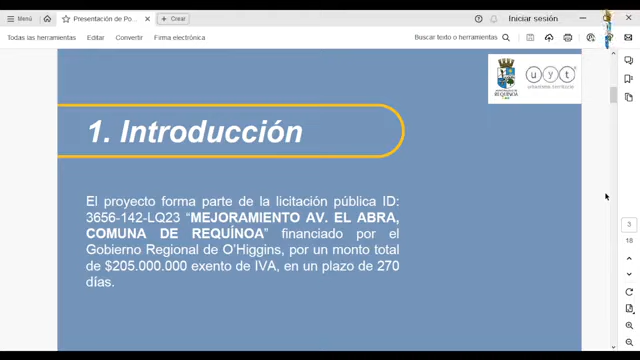 Menú
Presentación de Po...
Crear
Iniciar sesión
Todas las herramientas
Editar
Convertir
Firma electrónica
Buscar texto o herramientas
REQUÍNOA
uyt
1. Introducción
El proyecto forma parte de la licitación pública ID:
3656-142-LQ23 “MEJORAMIENTO AV. EL ABRA,
COMUNA DE REQUÍNOA” financiado por el
Gobierno Regional de O’Higgins, por un monto total
de $205.000.000 exento de IVA, en un plazo de 270
días.
3
18